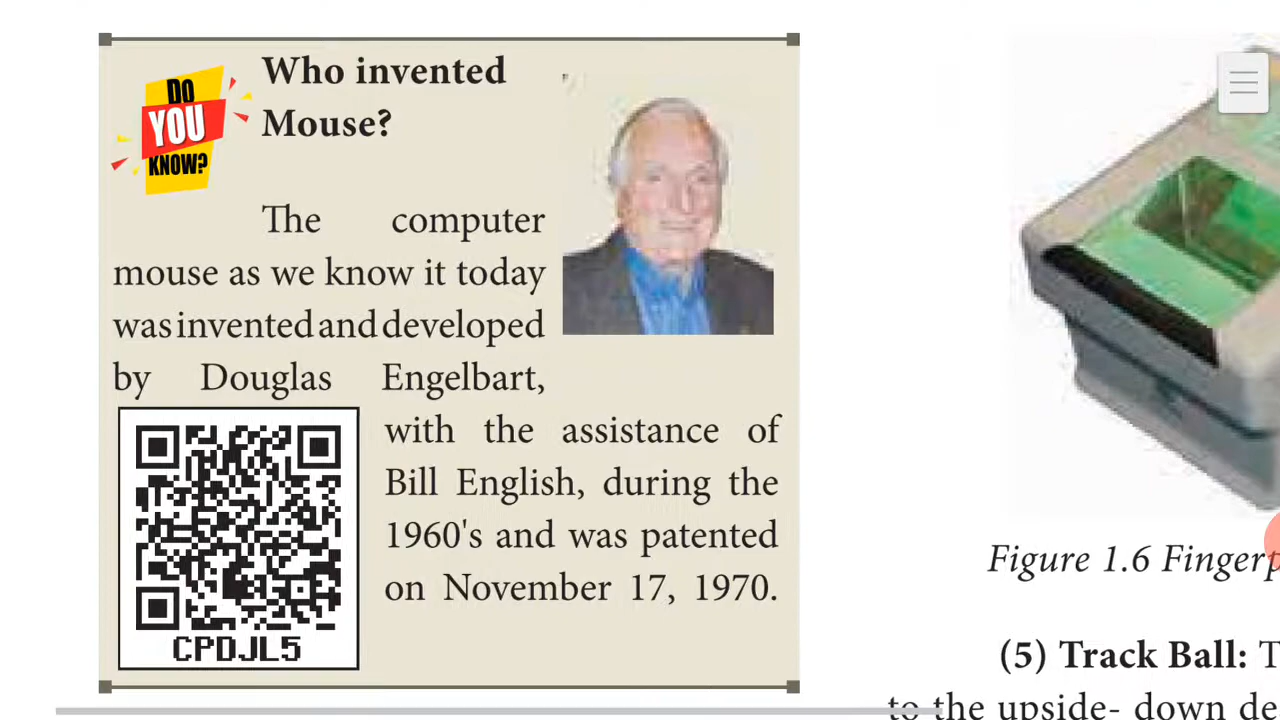 DO
YOU
KNOW?
Who invented
Mouse?
The computer
mouse as we know it today
was invented and developed
by Douglas Engelbart,
with the assistance of
Bill English, during the
1960's and was patented
on November 17, 1970.
CPDJL5
Figure 1.6 Fingerp
(5) Track Ball: T
to the upside- down de